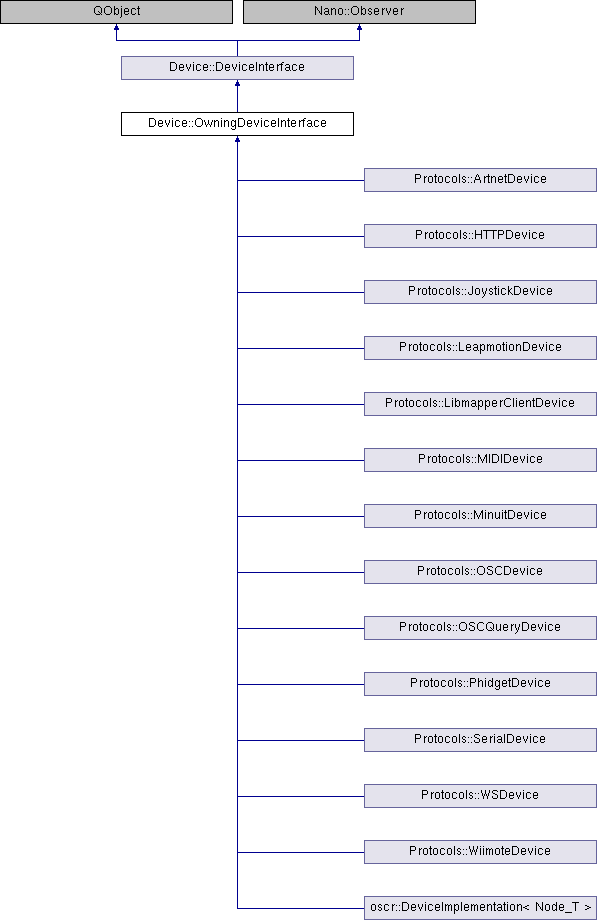 QObject
Nano::Observer
Device::DeviceInterface
Device::OwningDeviceInterface
Protocols::ArtnetDevice
Protocols::HTTPDevice
Protocols::JoystickDevice
Protocols::LeapmotionDevice
Protocols::LibmapperClientDevice
Protocols::MIDIDevice
Protocols::MinuitDevice
Protocols::OSCDevice
Protocols::OSCQueryDevice
Protocols::PhidgetDevice
Protocols::SerialDevice
Protocols::WSDevice
Protocols::WiimoteDevice
oscr::DeviceImplementation< Node_T >